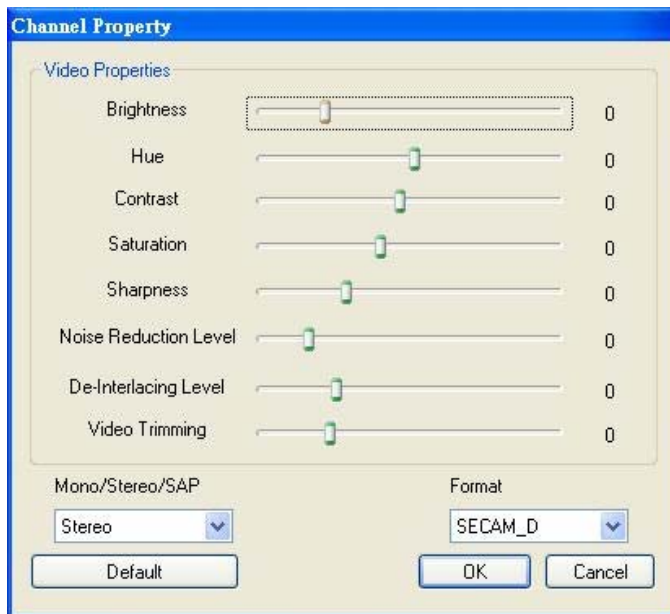 Channel Property
Video Properties
Brightness 0
Hue 0
Contrast 0
Saturation 0
Sharpness 0
Noise Reduction Level 0
De-Interlacing Level 0
Video Trimming 0
Mono/Stereo/SAP Format
Stereo SECAM_D
Default OK Cancel